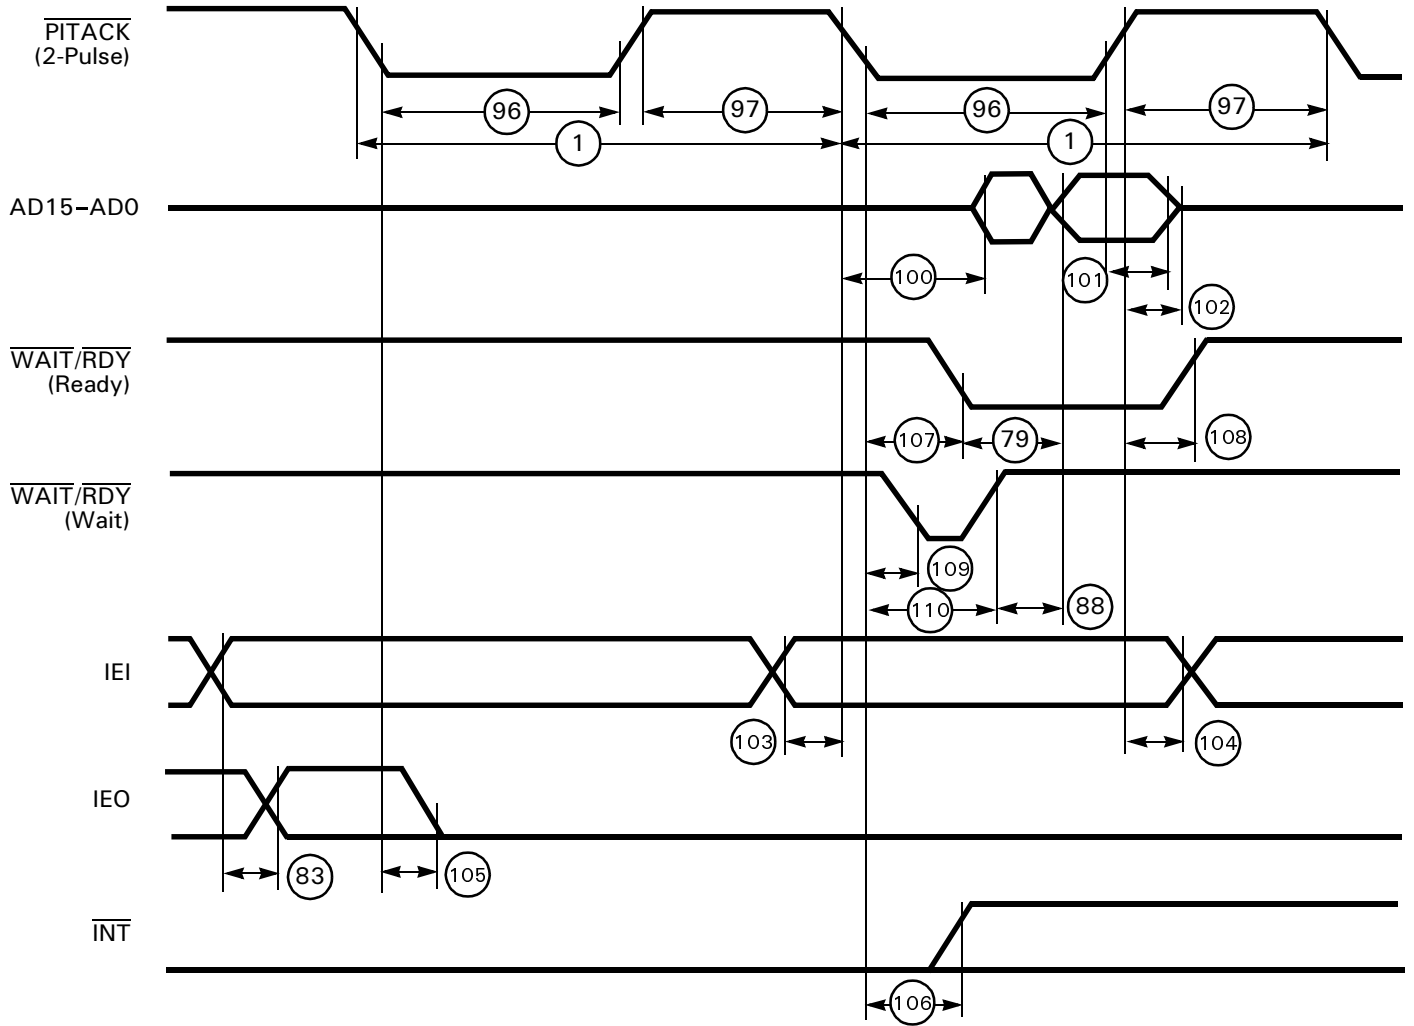 PITACK
(2-Pulse)
96
97
96
97
1
1
AD15–AD0
100
101
102
WAIT/RDY
(Ready)
107
79
108
WAIT/RDY
(Wait)
109
110
88
IEI
103
104
IEO
83
105
INT
106